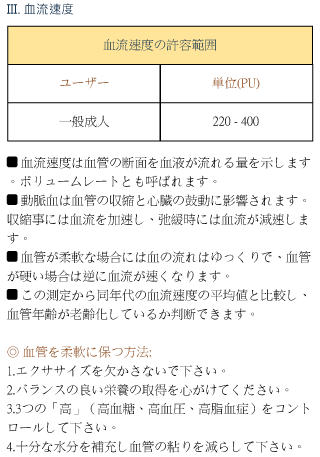 III. 血流速度
血流速度の許容範囲
ユーザー 単位(PU)
一般成人 220 - 400
■血流速度は血管の断面を血液が流れる量を示します
。ボリュームレートとも呼ばれます。
■動脈血は血管の収縮と心臓の鼓動に影響されます。
収縮事には血流を加速し、弛緩時には血流が減速しま
す。
■血管が柔軟な場合には血の流れはゆっくりで、血管
が硬い場合は逆に血流が速くなります。
■この測定から同年代の血流速度の平均値と比較し、
血管年齢が老齢化しているか判断できます。
◎ 血管を柔軟に保つ方法:
1.エクササイズを欠かさないで下さい。
2.バランスの良い栄養の取得を心がけてください。
3.3つの「高」（高血糖、高血圧、高脂血症）をコント
ロールして下さい。
4.十分な水分を補充し血管の粘りを減らして下さい。